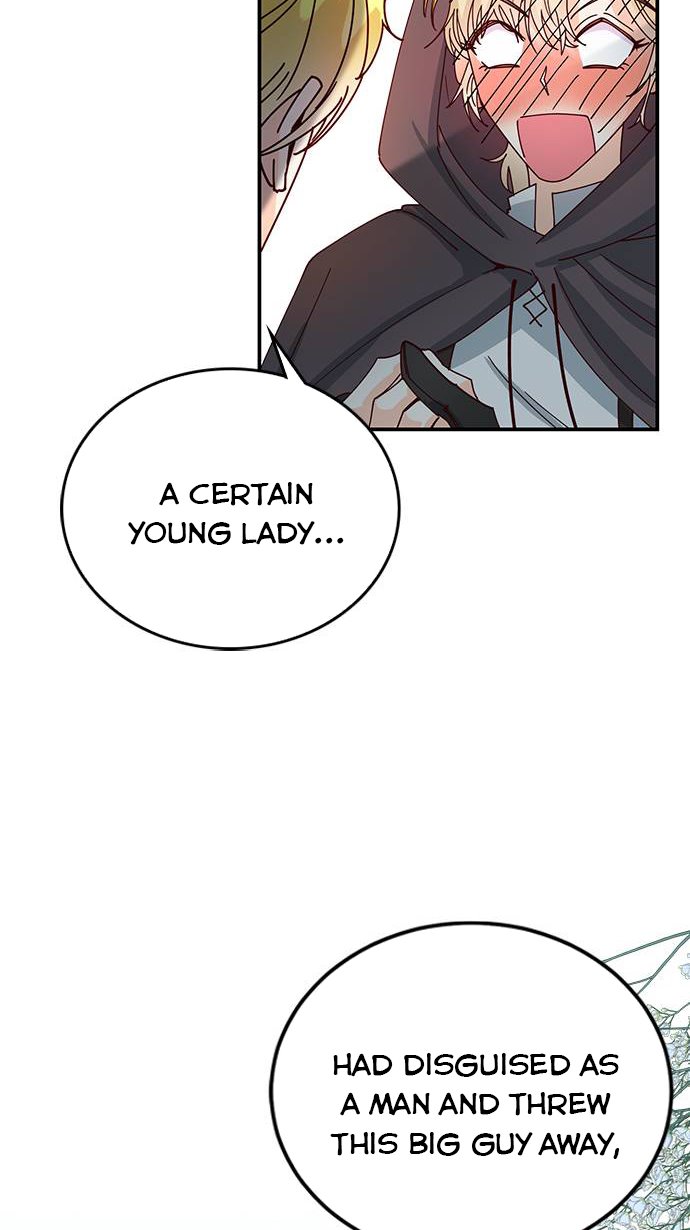 A CERTAIN
YOUNG LADY...
HAD DISGUISED AS
A MAN AND THREW
THIS BIG GUY AWAY,